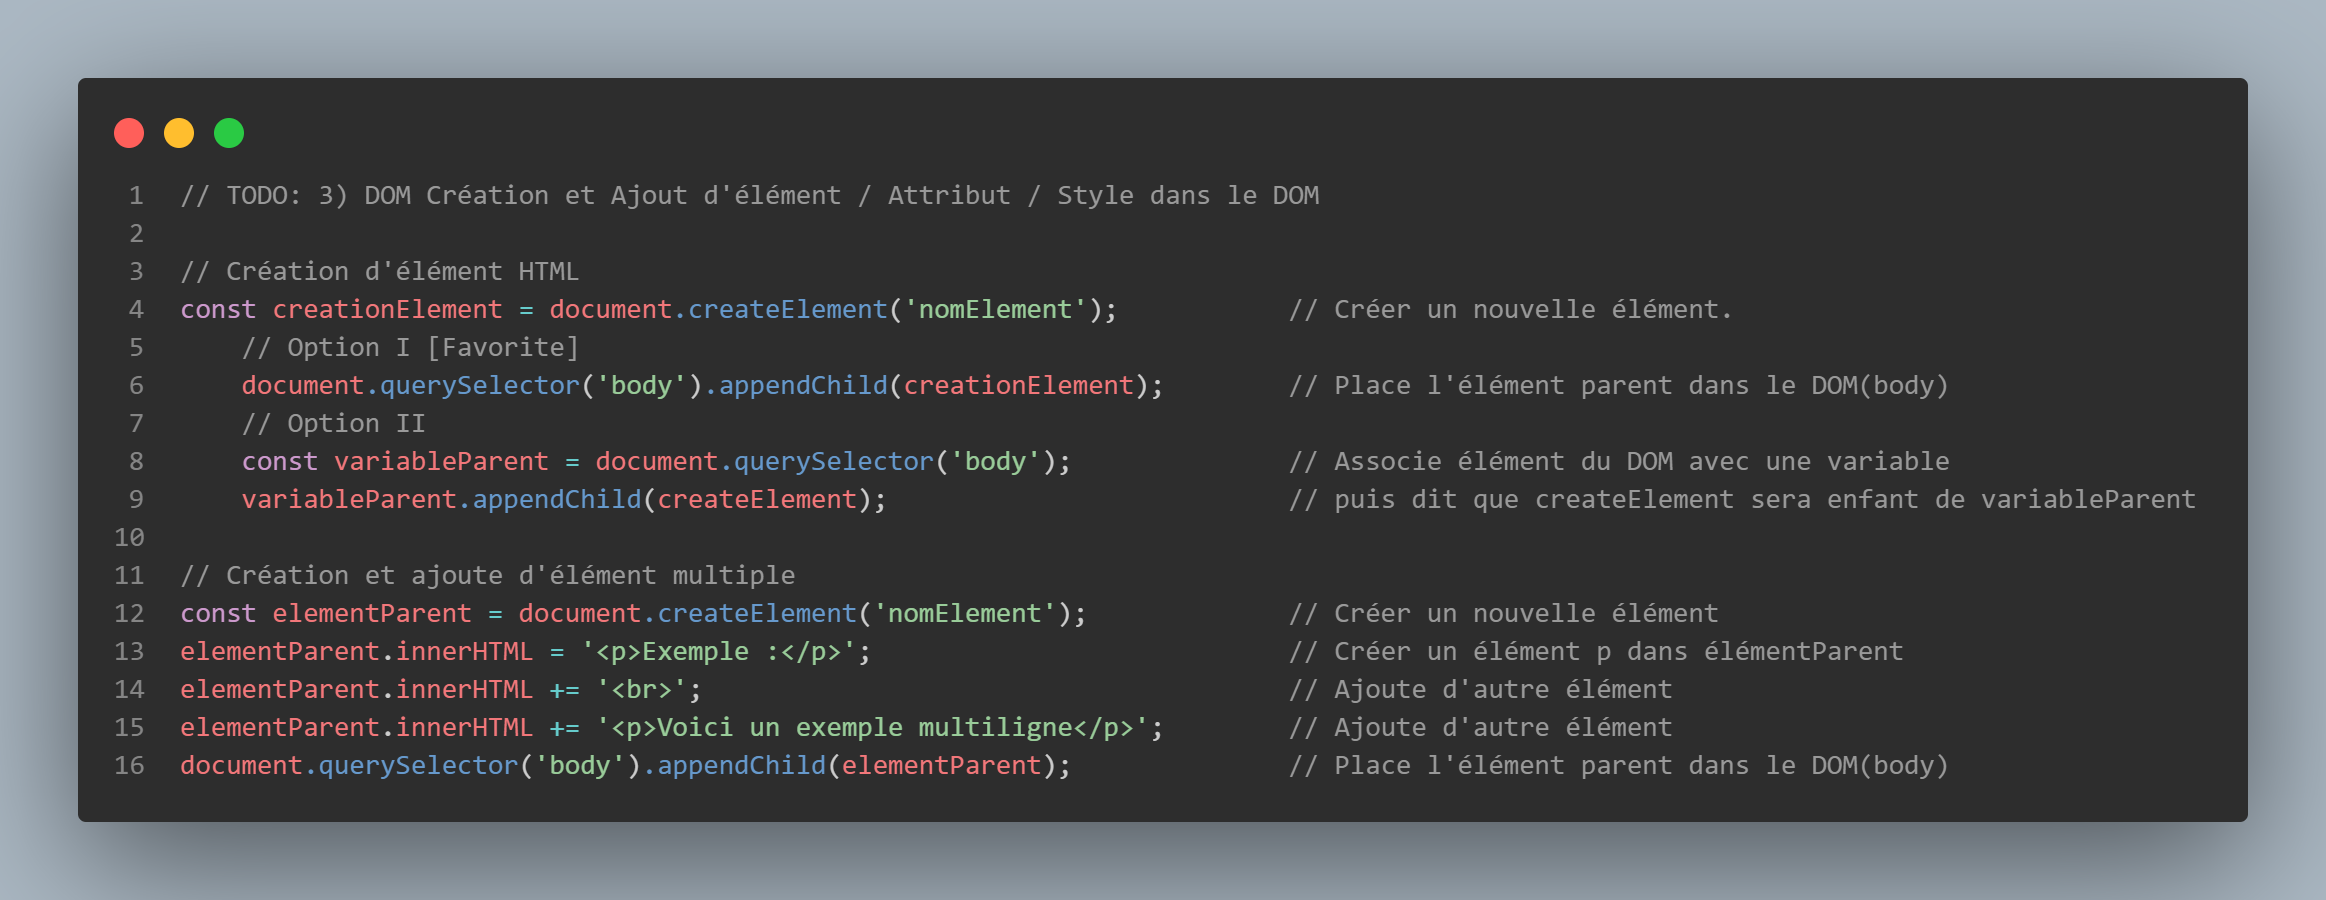 1 // TODO: 3) DOM Création et Ajout d'élément / Attribut / Style dans le DOM
2
3 // Création d'élément HTML
4 const creationElement = document.createElement('nomElement'); // Créer un nouvelle élément.
5 // Option I [Favorite]
6 document.querySelector('body').appendChild(creationElement); // Place l'élément parent dans le DOM(body)
7 // Option II
8 const variableParent = document.querySelector('body'); // Associe élément du DOM avec une variable
9 variableParent.appendChild(createElement); // puis dit que createElement sera enfant de variableParent
10
11 // Création et ajoute d'élément multiple
12 const elementParent = document.createElement('nomElement'); // Créer un nouvelle élément
13 elementParent.innerHTML = '<p>Exemple :</p>'; // Créer un élément p dans élémentParent
14 elementParent.innerHTML += '<br>'; // Ajoute d'autre élément
15 elementParent.innerHTML += '<p>Voici un exemple multiligne</p>'; // Ajoute d'autre élément
16 document.querySelector('body').appendChild(elementParent); // Place l'élément parent dans le DOM(body)